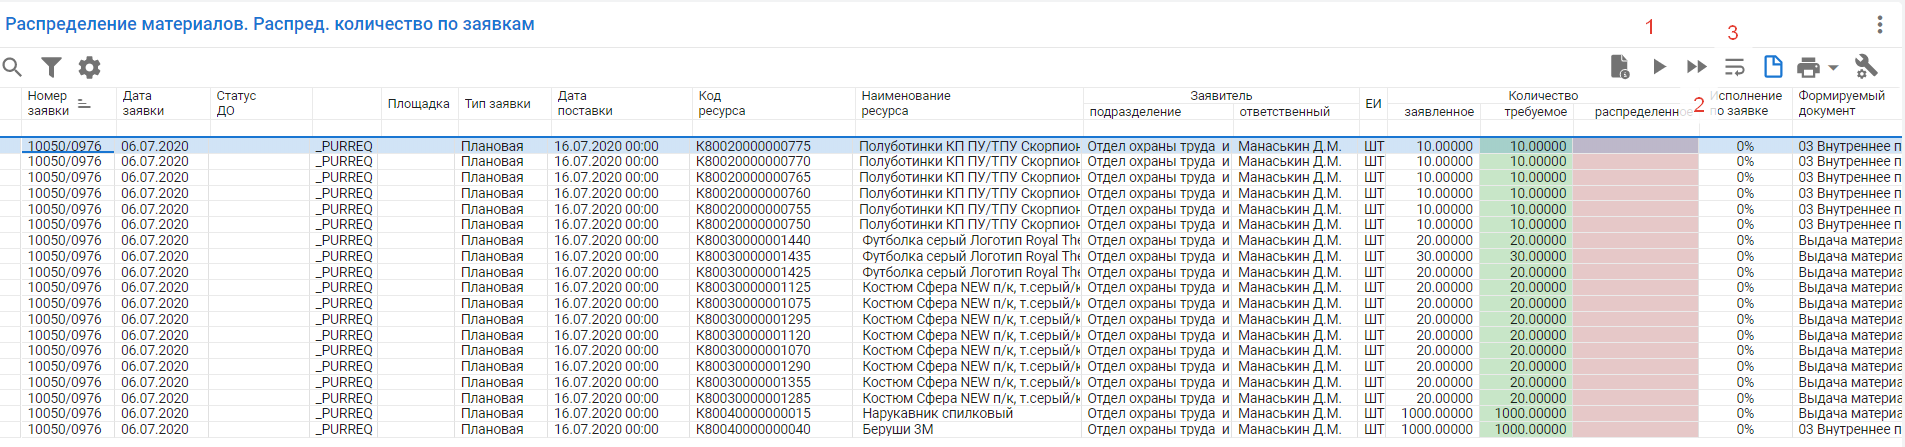 Распределение материалов. Распред. количество по заявкам
1
3
Номер заявки Дата заявки Статус ДО Площадка Тип заявки Дата поставки Код ресурса Наименование ресурса Заявитель подразделение ответственный ЕИ Количество заявленное требуемое распределенное 2 Исполнение по заявке Формируемый документ
10050/0976 06.07.2020 _PURREQ Плановая 16.07.2020 00:00 K80020000000775 Полуботинки КП ПУ/ТПУ Скорпион Отдел охраны труда и Манаськин Д.М. ШТ 10.00000 10.00000 0% 03 Внутреннее п
10050/0976 06.07.2020 _PURREQ Плановая 16.07.2020 00:00 K80020000000770 Полуботинки КП ПУ/ТПУ Скорпион Отдел охраны труда и Манаськин Д.М. ШТ 10.00000 10.00000 0% 03 Внутреннее п
10050/0976 06.07.2020 _PURREQ Плановая 16.07.2020 00:00 K80020000000765 Полуботинки КП ПУ/ТПУ Скорпион Отдел охраны труда и Манаськин Д.М. ШТ 10.00000 10.00000 0% 03 Внутреннее п
10050/0976 06.07.2020 _PURREQ Плановая 16.07.2020 00:00 K80020000000760 Полуботинки КП ПУ/ТПУ Скорпион Отдел охраны труда и Манаськин Д.М. ШТ 10.00000 10.00000 0% 03 Внутреннее п
10050/0976 06.07.2020 _PURREQ Плановая 16.07.2020 00:00 K80020000000755 Полуботинки КП ПУ/ТПУ Скорпион Отдел охраны труда и Манаськин Д.М. ШТ 10.00000 10.00000 0% 03 Внутреннее п
10050/0976 06.07.2020 _PURREQ Плановая 16.07.2020 00:00 K80020000000750 Полуботинки КП ПУ/ТПУ Скорпион Отдел охраны труда и Манаськин Д.М. ШТ 10.00000 10.00000 0% 03 Внутреннее п
10050/0976 06.07.2020 _PURREQ Плановая 16.07.2020 00:00 K80030000001440 Футболка серый Логотип Royal The Отдел охраны труда и Манаськин Д.М. ШТ 20.00000 20.00000 0% Выдача материа
10050/0976 06.07.2020 _PURREQ Плановая 16.07.2020 00:00 K80030000001435 Футболка серый Логотип Royal The Отдел охраны труда и Манаськин Д.М. ШТ 30.00000 30.00000 0% Выдача материа
10050/0976 06.07.2020 _PURREQ Плановая 16.07.2020 00:00 K80030000001425 Футболка серый Логотип Royal The Отдел охраны труда и Манаськин Д.М. ШТ 20.00000 20.00000 0% Выдача материа
10050/0976 06.07.2020 _PURREQ Плановая 16.07.2020 00:00 K80030000001125 Костюм Сфера NEW п/к, т.серый/к Отдел охраны труда и Манаськин Д.М. ШТ 20.00000 20.00000 0% Выдача материа
10050/0976 06.07.2020 _PURREQ Плановая 16.07.2020 00:00 K80030000001075 Костюм Сфера NEW п/к, т.серый/к Отдел охраны труда и Манаськин Д.М. ШТ 20.00000 20.00000 0% Выдача материа
10050/0976 06.07.2020 _PURREQ Плановая 16.07.2020 00:00 K80030000001295 Костюм Сфера NEW п/к, т.серый/к Отдел охраны труда и Манаськин Д.М. ШТ 20.00000 20.00000 0% Выдача материа
10050/0976 06.07.2020 _PURREQ Плановая 16.07.2020 00:00 K80030000001120 Костюм Сфера NEW п/к, т.серый/к Отдел охраны труда и Манаськин Д.М. ШТ 20.00000 20.00000 0% Выдача материа
10050/0976 06.07.2020 _PURREQ Плановая 16.07.2020 00:00 K80030000001070 Костюм Сфера NEW п/к, т.серый/к Отдел охраны труда и Манаськин Д.М. ШТ 20.00000 20.00000 0% Выдача материа
10050/0976 06.07.2020 _PURREQ Плановая 16.07.2020 00:00 K80030000001290 Костюм Сфера NEW п/к, т.серый/к Отдел охраны труда и Манаськин Д.М. ШТ 20.00000 20.00000 0% Выдача материа
10050/0976 06.07.2020 _PURREQ Плановая 16.07.2020 00:00 K80030000001355 Костюм Сфера NEW п/к, т.серый/к Отдел охраны труда и Манаськин Д.М. ШТ 20.00000 20.00000 0% Выдача материа
10050/0976 06.07.2020 _PURREQ Плановая 16.07.2020 00:00 K80030000001285 Костюм Сфера NEW п/к, т.серый/к Отдел охраны труда и Манаськин Д.М. ШТ 20.00000 20.00000 0% Выдача материа
10050/0976 06.07.2020 _PURREQ Плановая 16.07.2020 00:00 K80040000000015 Нарукавник спилковый Отдел охраны труда и Манаськин Д.М. ШТ 1000.00000 1000.00000 0% Выдача материа
10050/0976 06.07.2020 _PURREQ Плановая 16.07.2020 00:00 K80040000000040 Беруши 3М Отдел охраны труда и Манаськин Д.М. ШТ 1000.00000 1000.00000 0% 03 Внутреннее п